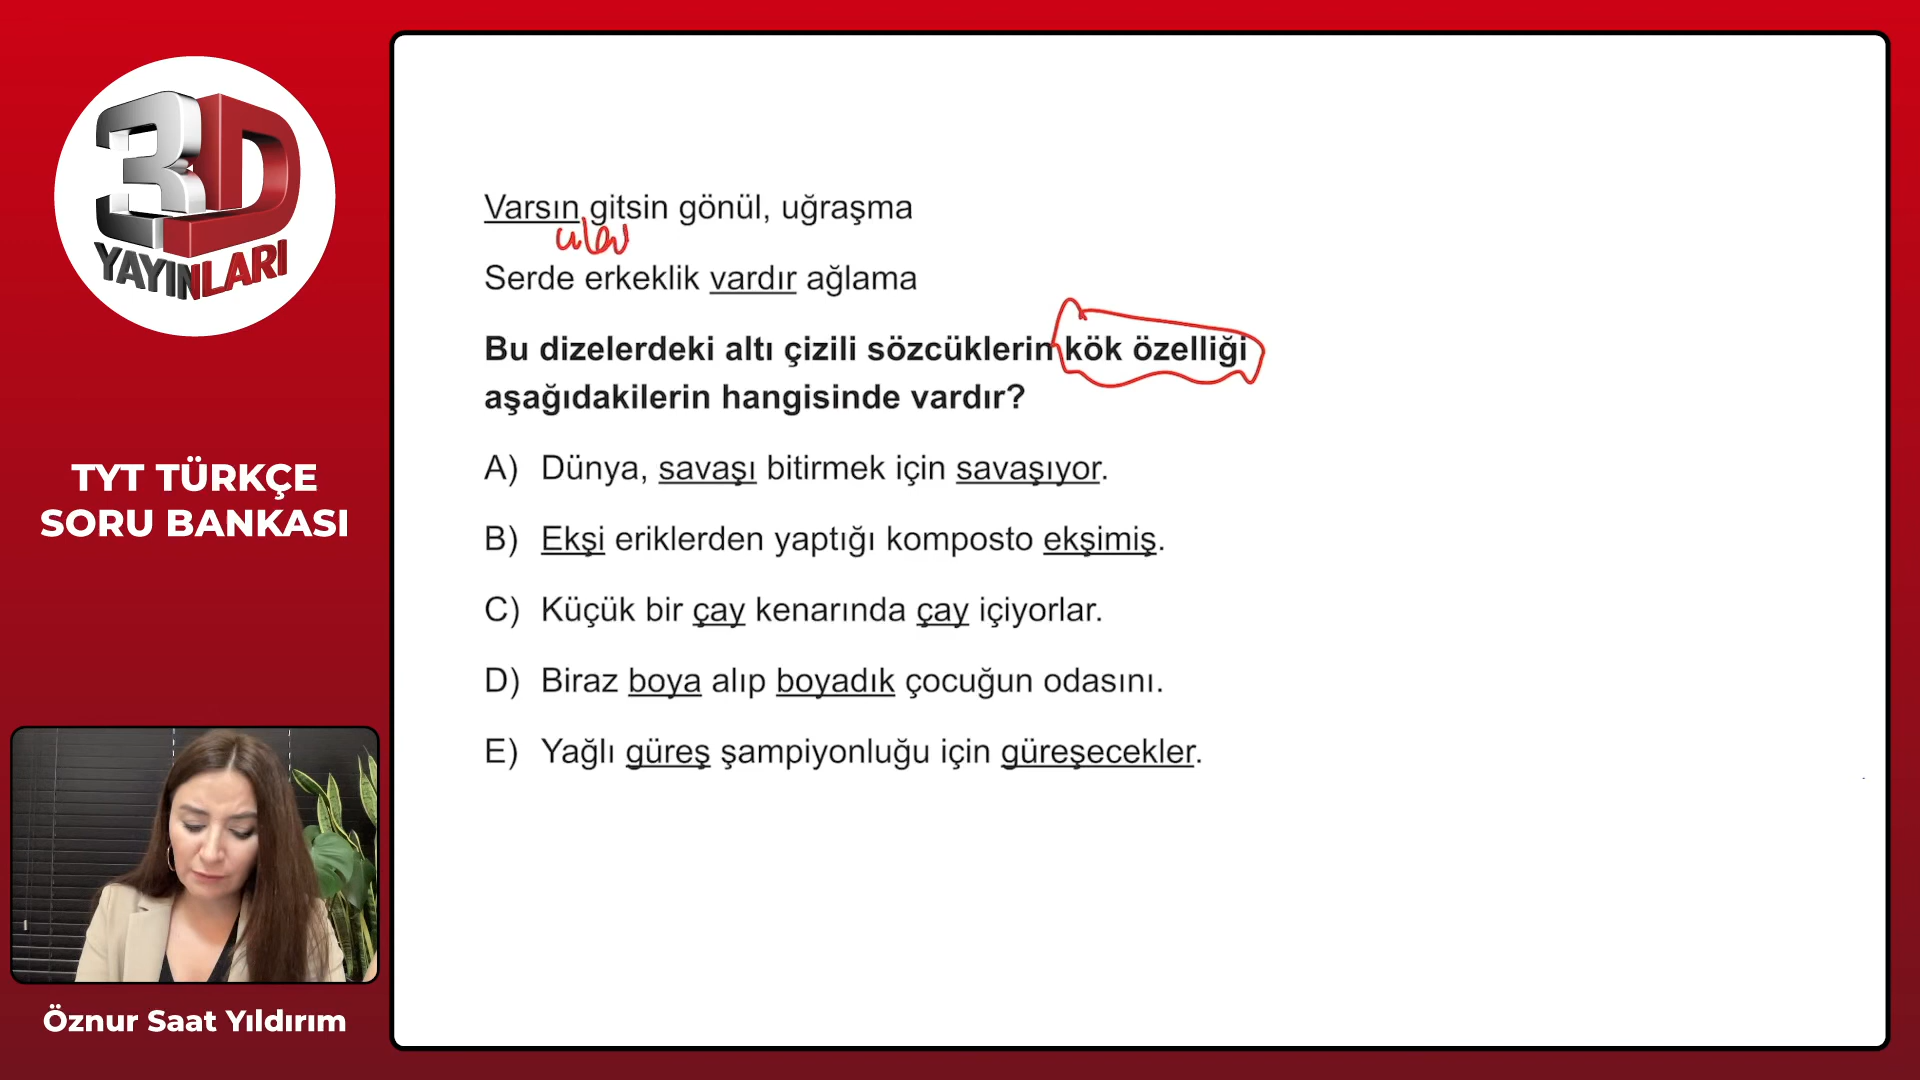 3D
YAYINLARI
TYT TÜRKÇE
SORU BANKASI
Öznur Saat Yıldırım
Varsın gitsin gönül, uğraşma
ulaş
Serde erkeklik vardır ağlama
Bu dizelerdeki altı çizili sözcüklerin kök özelliği
aşağıdakilerin hangisinde vardır?
A) Dünya, savaşı bitirmek için savaşıyor.
B) Ekşi eriklerden yaptığı komposto ekşimiş.
C) Küçük bir çay kenarında çay içiyorlar.
D) Biraz boya alıp boyadık çocuğun odasını.
E) Yağlı güreş şampiyonluğu için güreşecekler.